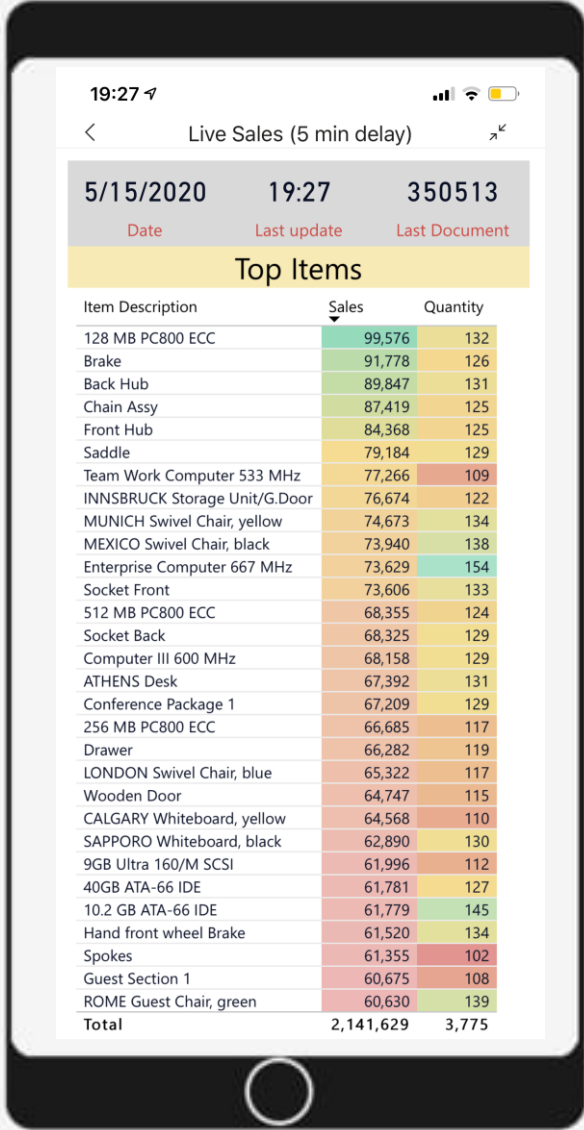 19:27
Live Sales (5 min delay)
5/15/2020 19:27 350513
Date Last update Last Document
Top Items
Item Description Sales Quantity
128 MB PC800 ECC 99,576 132
Brake 91,778 126
Back Hub 89,847 131
Chain Assy 87,419 125
Front Hub 84,368 125
Saddle 79,184 129
Team Work Computer 533 MHz 77,266 109
INNSBRUCK Storage Unit/G.Door 76,674 122
MUNICH Swivel Chair, yellow 74,673 134
MEXICO Swivel Chair, black 73,940 138
Enterprise Computer 667 MHz 73,629 154
Socket Front 73,606 133
512 MB PC800 ECC 68,355 124
Socket Back 68,325 129
Computer III 600 MHz 68,158 129
ATHENS Desk 67,392 131
Conference Package 1 67,209 129
256 MB PC800 ECC 66,685 117
Drawer 66,282 119
LONDON Swivel Chair, blue 65,322 117
Wooden Door 64,747 115
CALGARY Whiteboard, yellow 64,568 110
SAPPORO Whiteboard, black 62,890 130
9GB Ultra 160/M SCSI 61,996 112
40GB ATA-66 IDE 61,781 127
10.2 GB ATA-66 IDE 61,779 145
Hand front wheel Brake 61,520 134
Spokes 61,355 102
Guest Section 1 60,675 108
ROME Guest Chair, green 60,630 139
Total 2,141,629 3,775